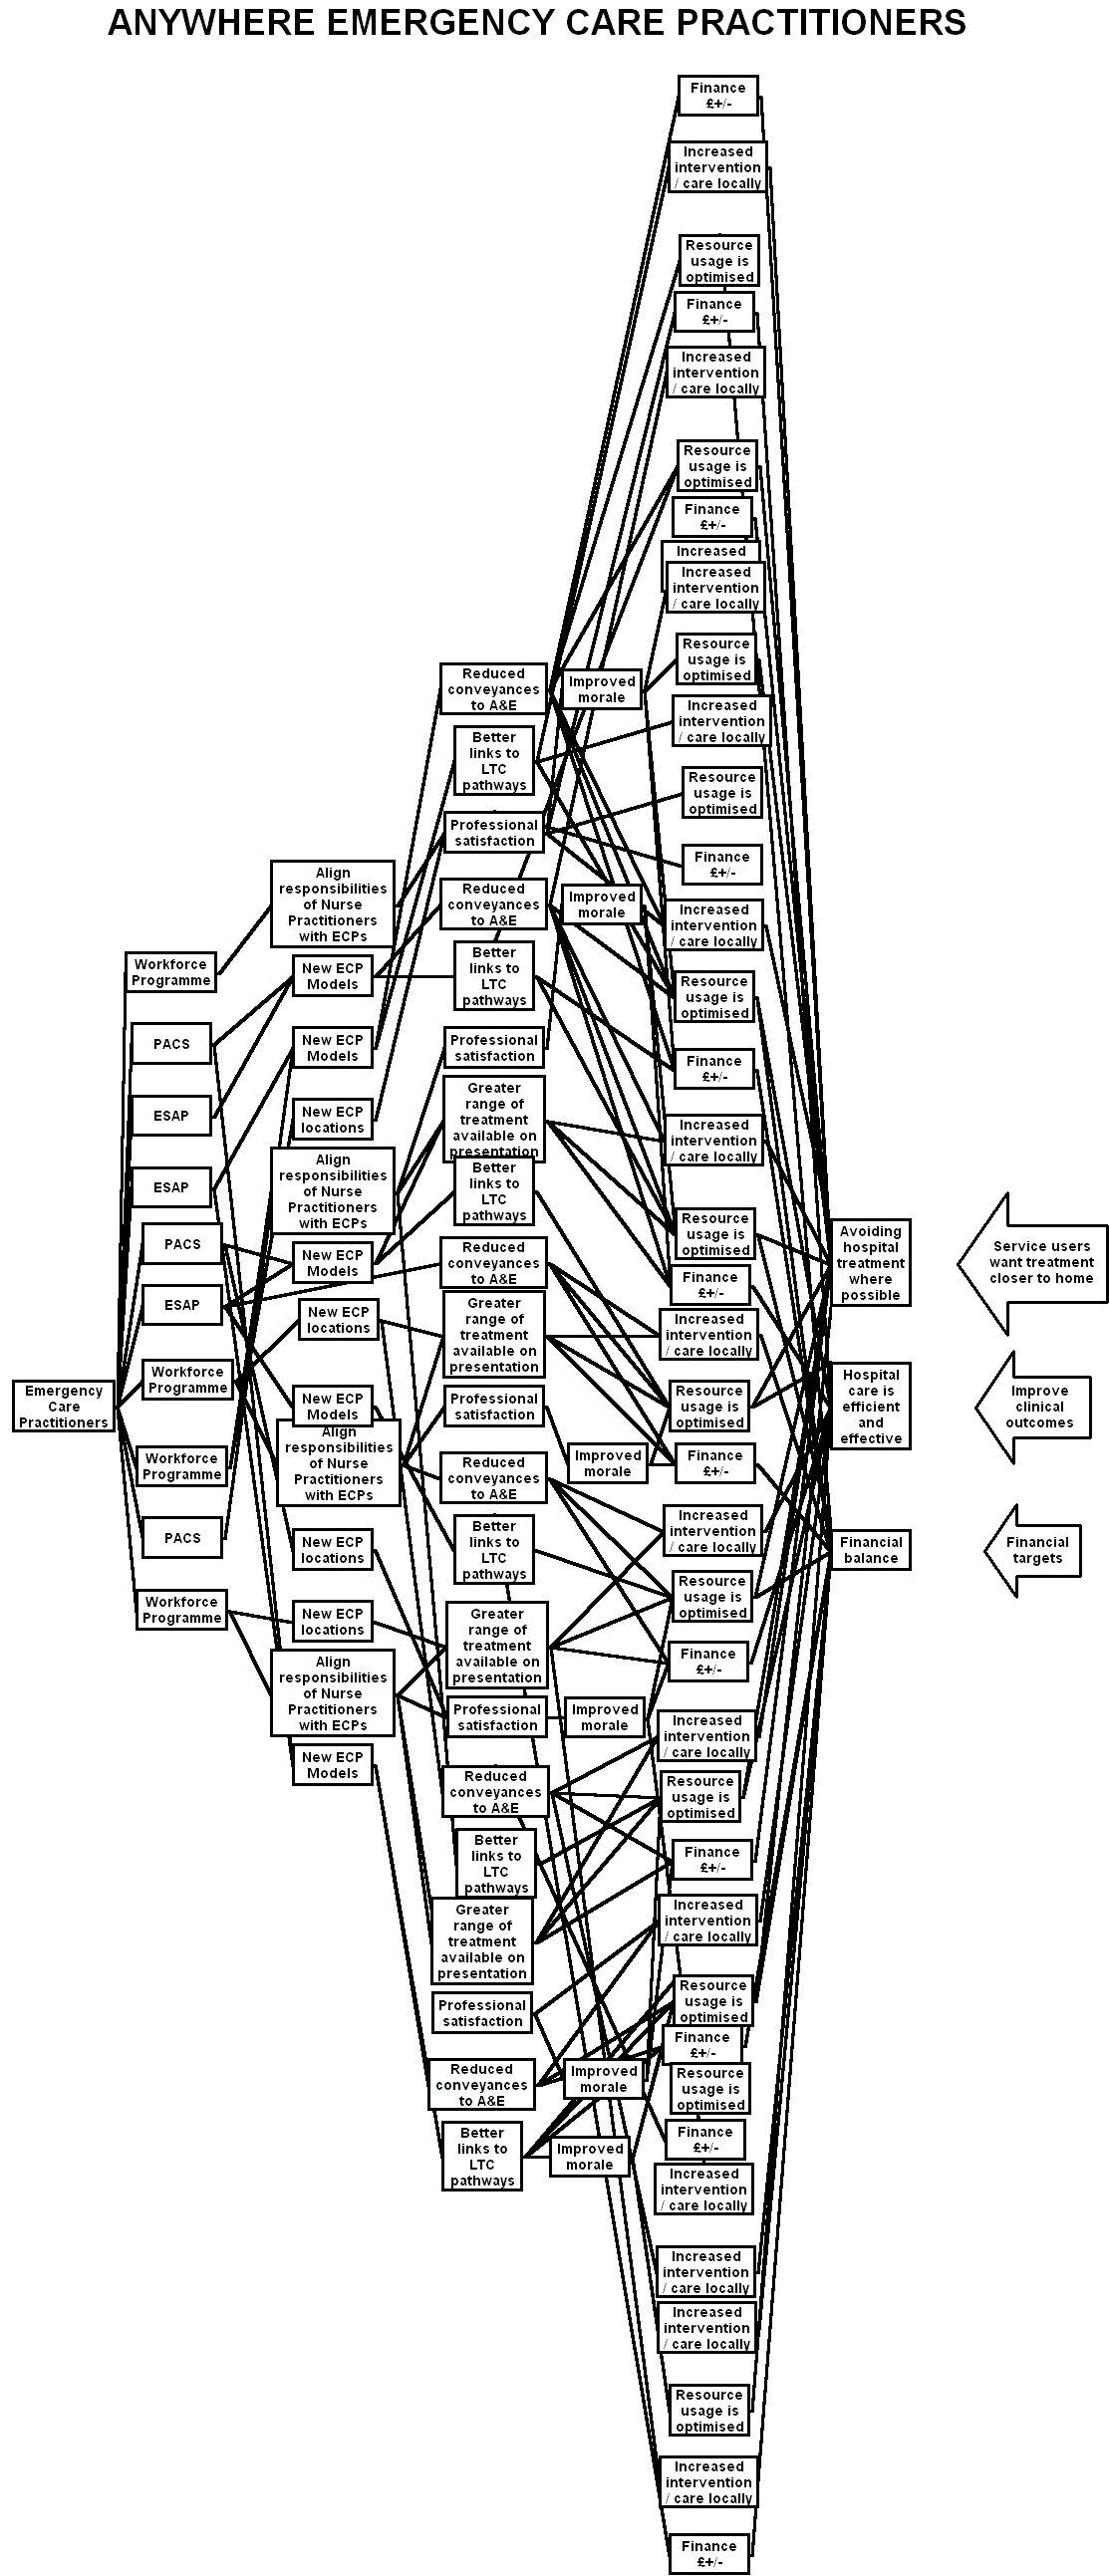 ANYWHERE EMERGENCY CARE PRACTITIONERS
Emergency
Care
Practitioners
Workforce
Programme
PACS
ESAP
ESAP
PACS
ESAP
Workforce
Programme
Workforce
Programme
PACS
Workforce
Programme
Align
responsibilities
of Nurse
Practitioners
with ECPs
New ECP
Models
New ECP
Models
New ECP
locations
Align
responsibilities
of Nurse
Practitioners
with ECPs
New ECP
Models
New ECP
locations
New ECP
Models
Align
responsibilities
of Nurse
Practitioners
with ECPs
New ECP
locations
New ECP
locations
Align
responsibilities
of Nurse
Practitioners
with ECPs
New ECP
Models
Reduced
conveyances
to A&E
Better
links to
LTC
pathways
Professional
satisfaction
Reduced
conveyances
to A&E
Better
links to
LTC
pathways
Professional
satisfaction
Greater
range of
treatment
available on
presentation
Better
links to
LTC
pathways
Reduced
conveyances
to A&E
Greater
range of
treatment
available on
presentation
Professional
satisfaction
Reduced
conveyances
to A&E
Better
links to
LTC
pathways
Greater
range of
treatment
available on
presentation
Professional
satisfaction
Reduced
conveyances
to A&E
Better
links to
LTC
pathways
Greater
range of
treatment
available on
presentation
Professional
satisfaction
Reduced
conveyances
to A&E
Better
links to
LTC
pathways
Improved
morale
Improved
morale
Improved
morale
Improved
morale
Improved
morale
Improved
morale
Finance
£+/-
Increased
intervention
/ care locally
Resource
usage is
optimised
Finance
£+/-
Increased
intervention
/ care locally
Resource
usage is
optimised
Finance
£+/-
Increased
Increased
intervention
/ care locally
Resource
usage is
optimised
Increased
intervention
/ care locally
Resource
usage is
optimised
Finance
£+/-
Increased
intervention
/ care locally
Resource
usage is
optimised
Finance
£+/-
Increased
intervention
/ care locally
Resource
usage is
optimised
Finance
£+/-
Increased
intervention
/ care locally
Resource
usage is
optimised
Finance
£+/-
Increased
intervention
/ care locally
Resource
usage is
optimised
Finance
£+/-
Increased
intervention
/ care locally
Resource
usage is
optimised
Finance
£+/-
Increased
intervention
/ care locally
Resource
usage is
optimised
Finance
£+/-
Resource
usage is
optimised
Finance
£+/-
Increased
intervention
/ care locally
Increased
intervention
/ care locally
Increased
intervention
/ care locally
Resource
usage is
optimised
Increased
intervention
/ care locally
Finance
£+/-
Avoiding
hospital
treatment
where
possible
Hospital
care is
efficient
and
effective
Financial
balance
Service users
want treatment
closer to home
Improve
clinical
outcomes
Financial
targets